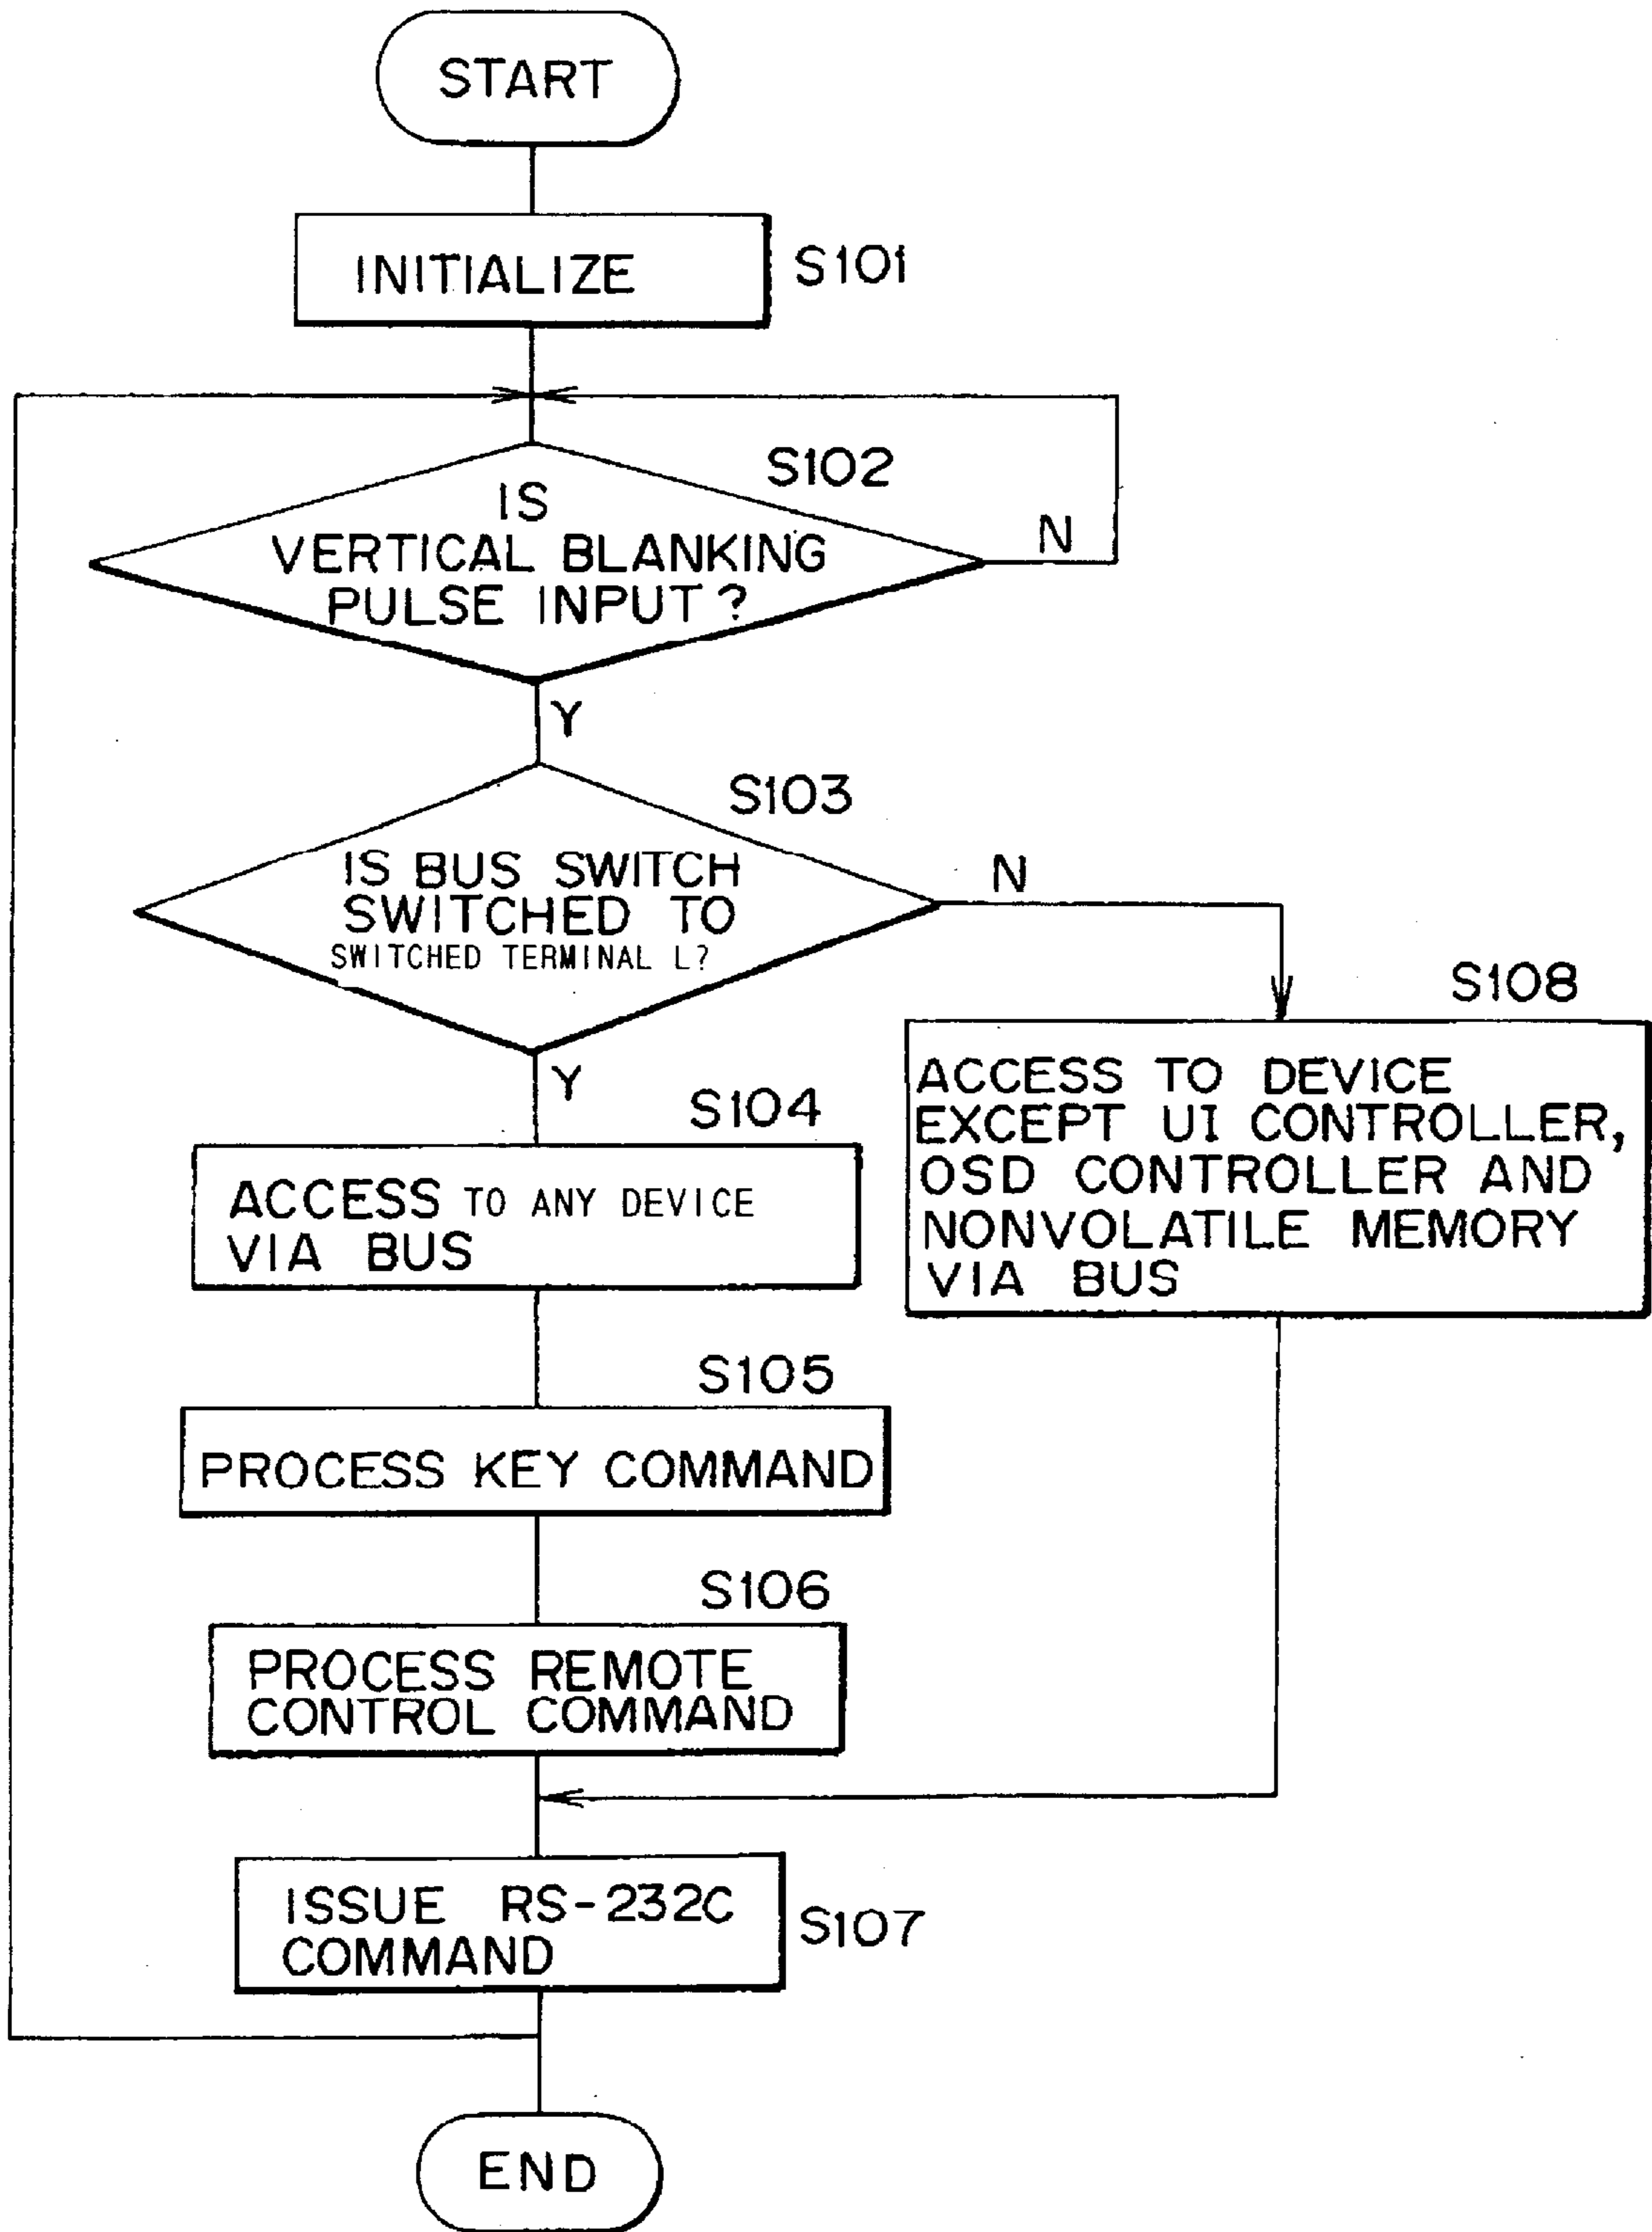 START
INITIALIZE
S101
S102
IS
VERTICAL BLANKING
PULSE INPUT?
N
Y
S103
IS BUS SWITCH
SWITCHED TO
SWITCHED TERMINAL L?
N
Y
S104
ACCESS TO ANY DEVICE
VIA BUS
S108
ACCESS TO DEVICE
EXCEPT UI CONTROLLER,
OSD CONTROLLER AND
NONVOLATILE MEMORY
VIA BUS
S105
PROCESS KEY COMMAND
S106
PROCESS REMOTE
CONTROL COMMAND
ISSUE RS-232C
COMMAND
S107
END